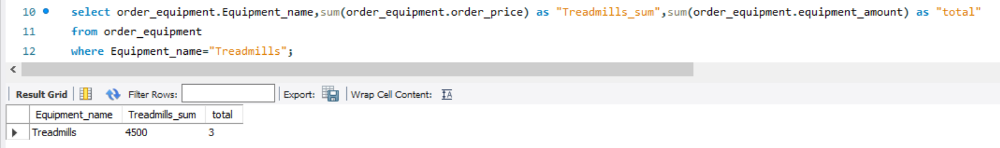 10 select order_equipment.Equipment_name,sum(order_equipment.order_price) as "Treadmills_sum",sum(order_equipment.equipment_amount) as "total"
11 from order_equipment
12 where Equipment_name="Treadmills";
Result Grid Filter Rows: Export: Wrap Cell Content: IA
Equipment_name Treadmills_sum total
Treadmills 4500 3